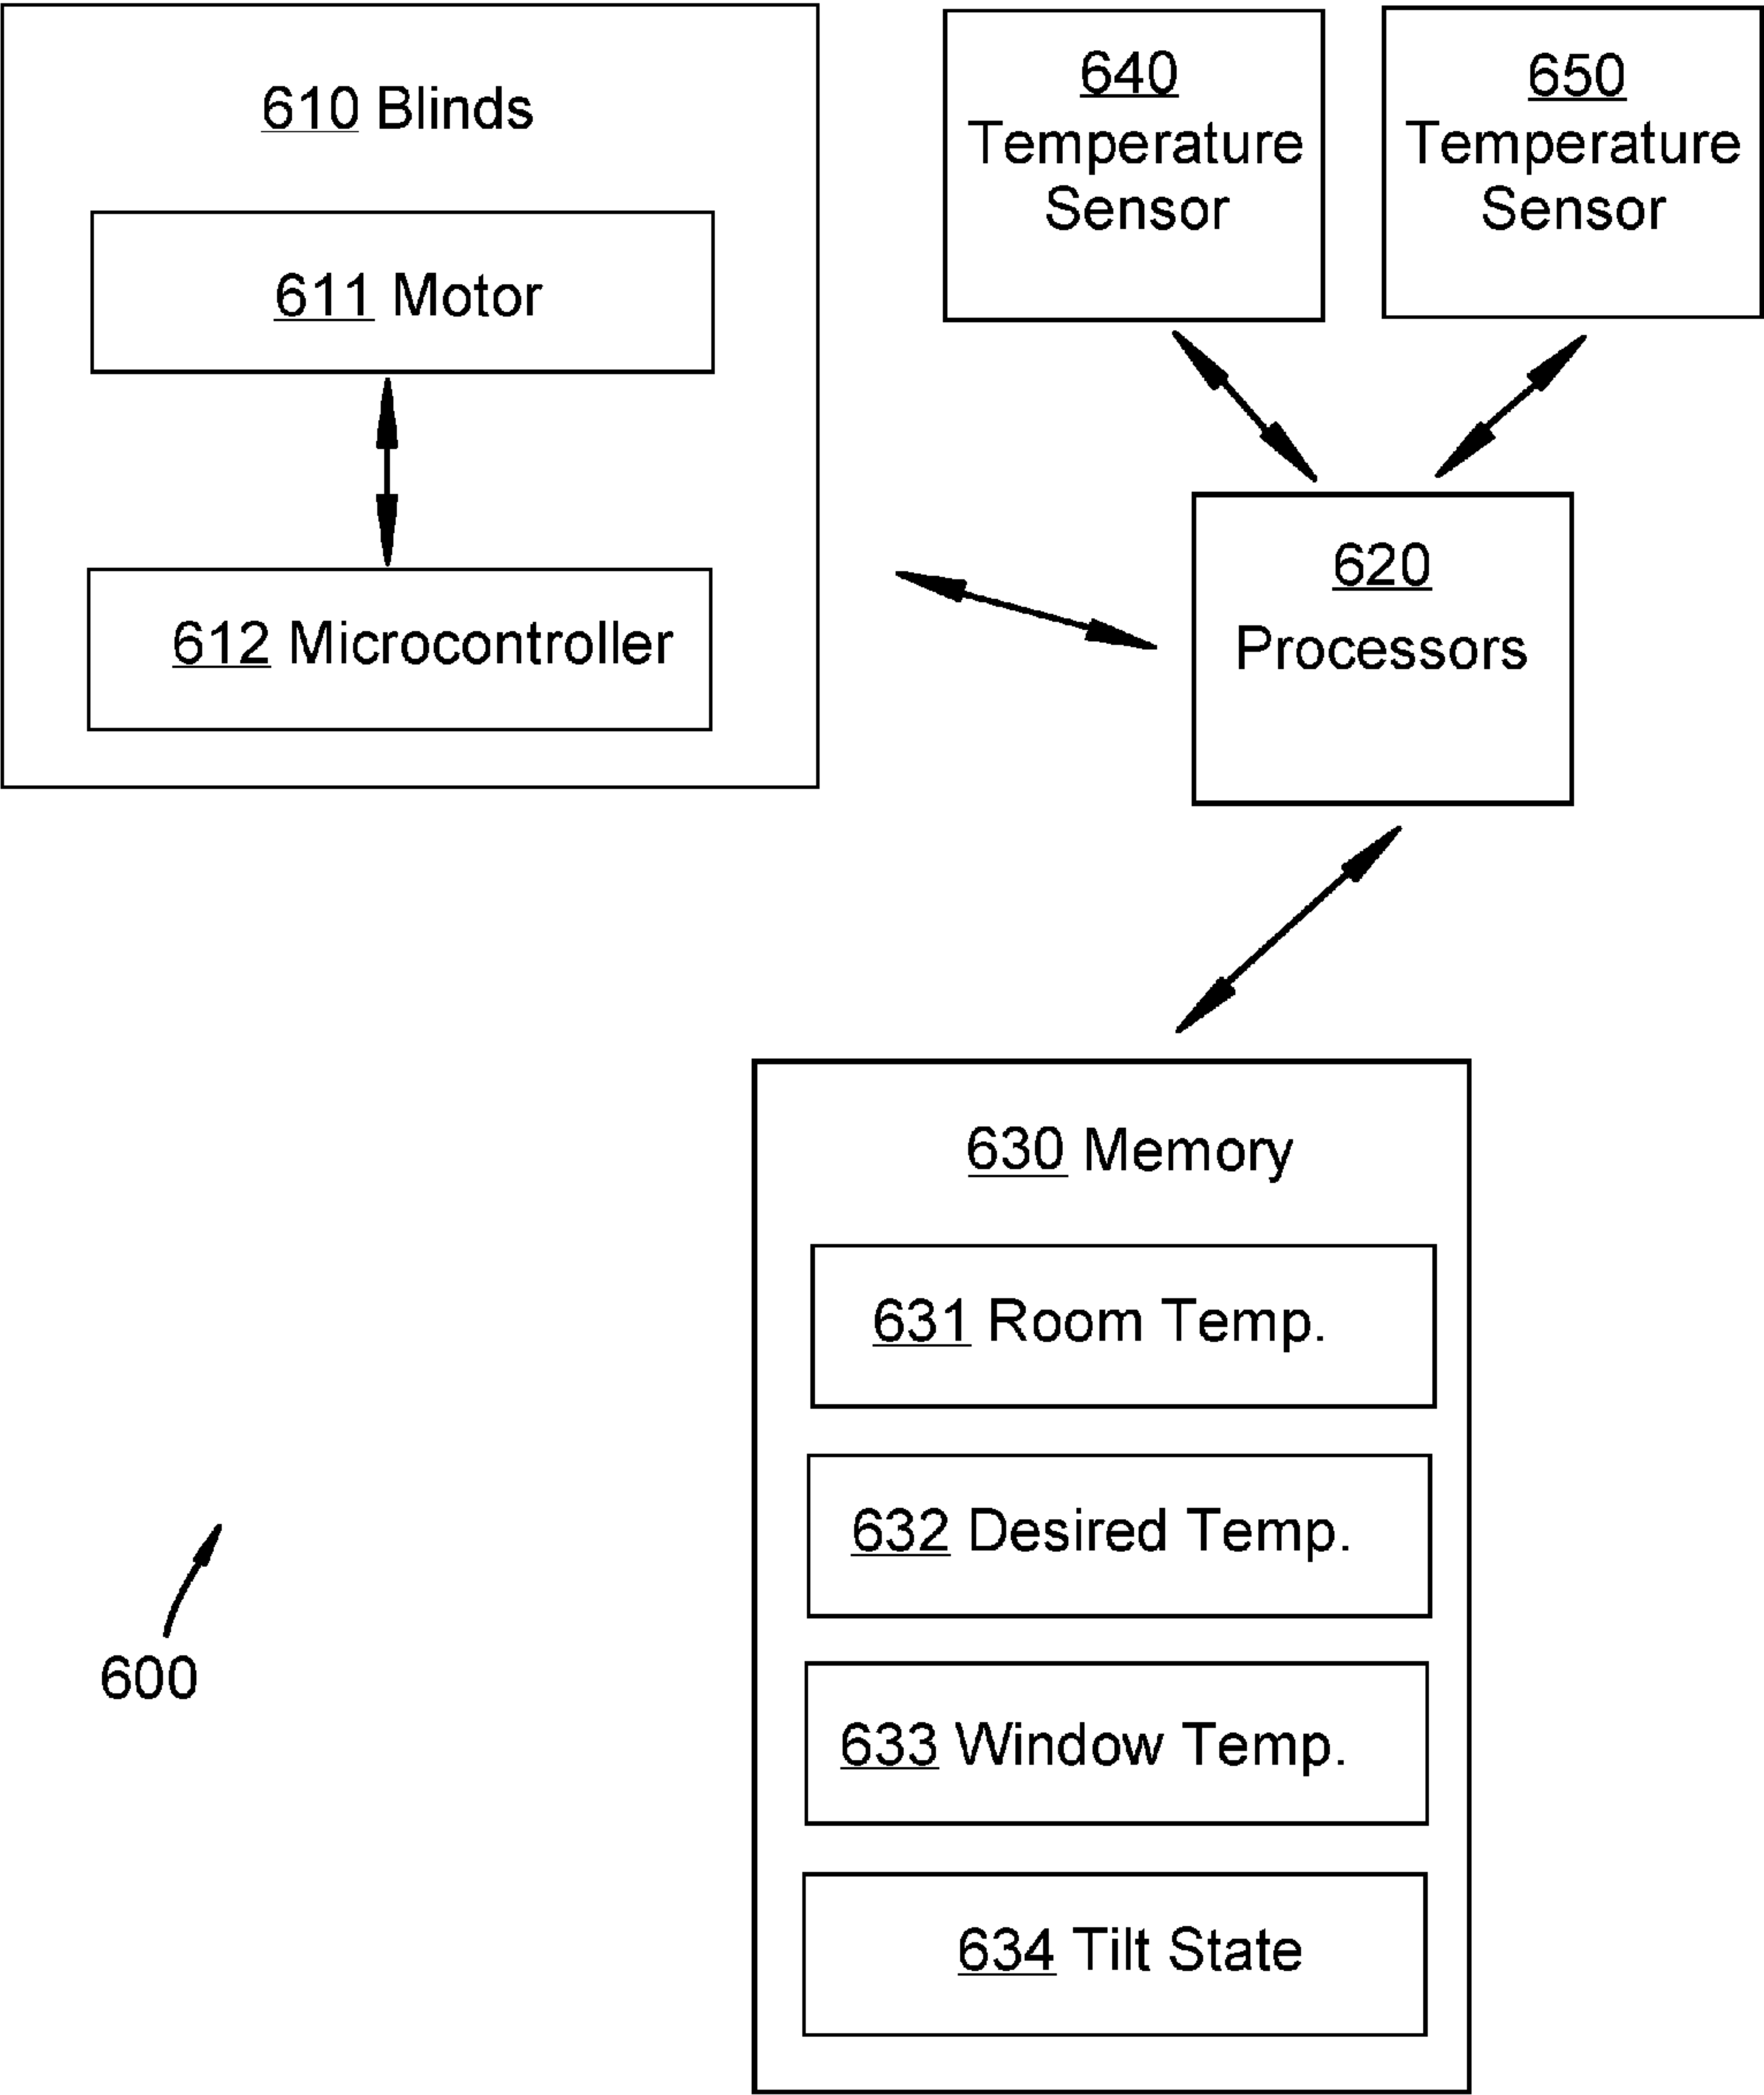 610 Blinds
611 Motor
612 Microcontroller
640
Temperature
Sensor
650
Temperature
Sensor
620
Processors
630 Memory
631 Room Temp.
632 Desired Temp.
633 Window Temp.
634 Tilt State
600